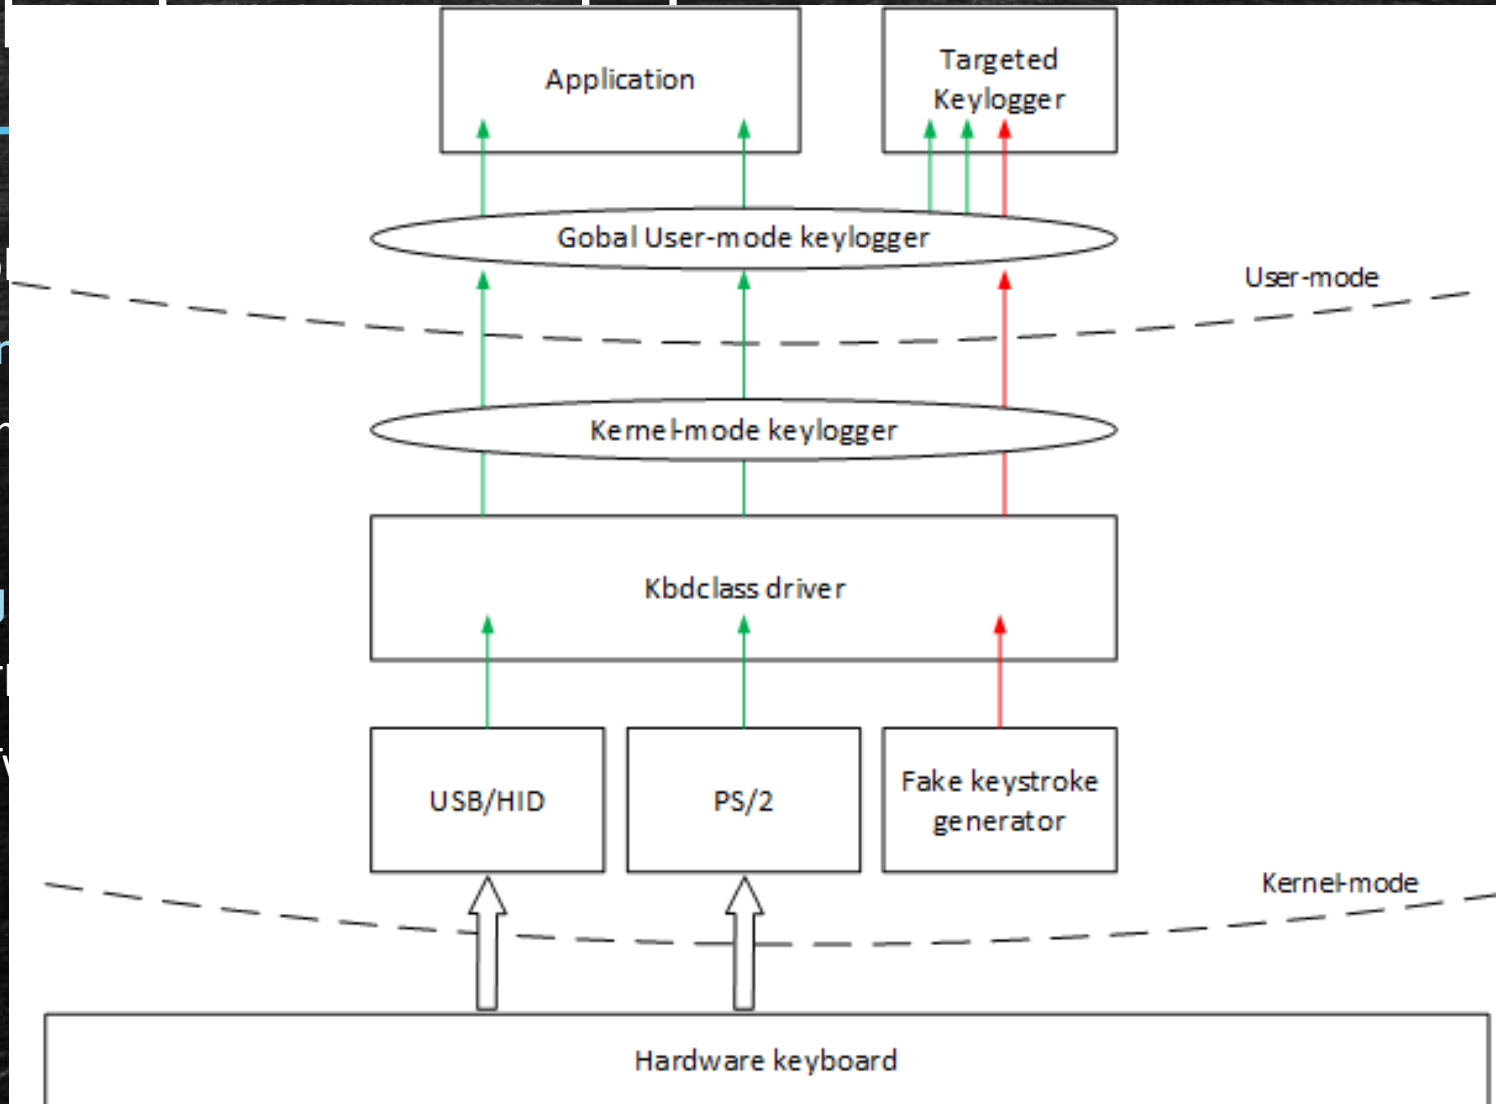 Application
Targeted
Keylogger
Gobal User-mode keylogger
User-mode
Kernel-mode keylogger
Kbdclass driver
USB/HID
PS/2
Fake keystroke
generator
Kernel-mode
Hardware keyboard